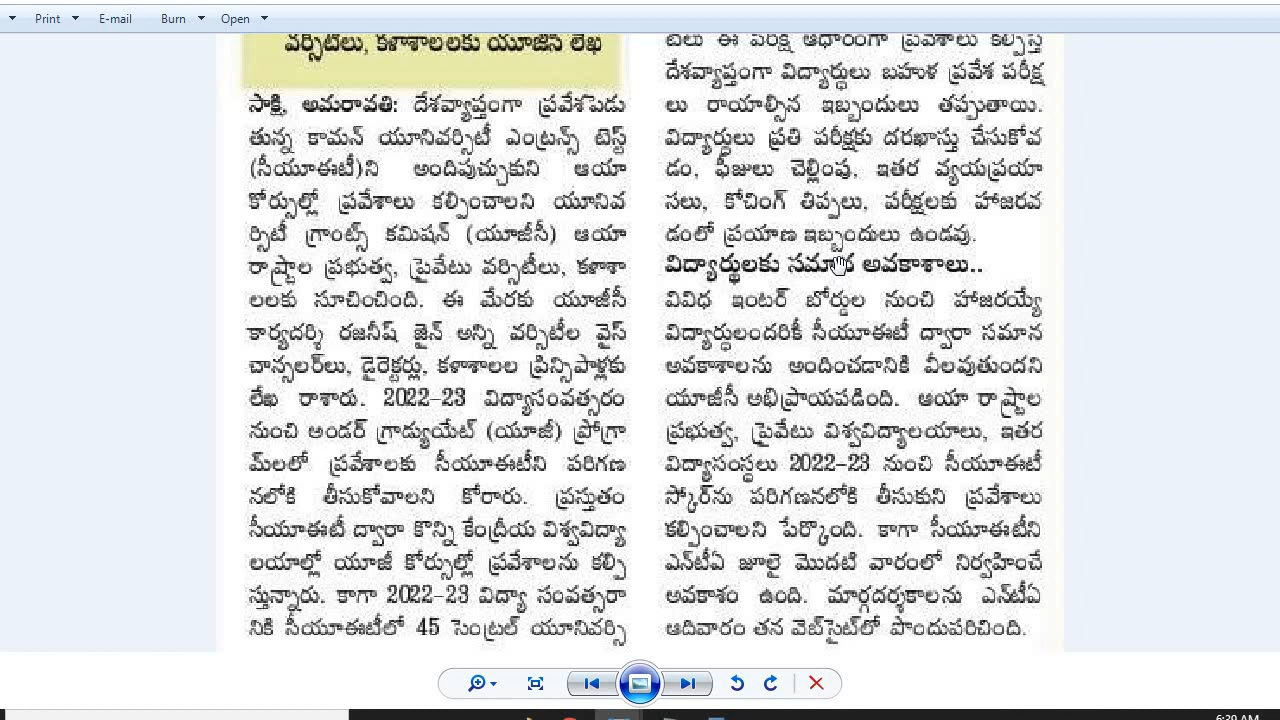 Print E-mail Burn Open
వర్సిటీలు, కళాశాలలకు యూజీసీ లేఖ
సాక్షి, అమరావతి: దేశవ్యాప్తంగా ప్రవేశపెడు
తున్న కామన్ యూనివర్సిటీ ఎంట్రన్స్ టెస్ట్
(సీయూఈటీ)ని అందిపుచ్చుకుని ఆయా
కోర్సుల్లో ప్రవేశాలు కల్పించాలని యూనివ
ర్సిటీ గ్రాంట్స్ కమిషన్ (యూజీసీ) ఆయా
రాష్ట్రాల ప్రభుత్వ, ప్రైవేటు వర్సిటీలు, కళాశా
లలకు సూచించింది. ఈ మేరకు యూజీసీ
కార్యదర్శి రజనీష్ జైన్ అన్ని వర్సిటీల వైస్
చాన్సలర్‌లు, డైరెక్టర్లు, కళాశాలల ప్రిన్సిపాళ్లకు
లేఖ రాశారు. 2022–23 విద్యాసంవత్సరం
నుంచి అండర్ గ్రాడ్యుయేట్ (యూజీ) ప్రోగ్రా
మ్‌లలో ప్రవేశాలకు సీయూఈటీని పరిగణ
నలోకి తీసుకోవాలని కోరారు. ప్రస్తుతం
సీయూఈటీ ద్వారా కొన్ని కేంద్రీయ విశ్వవిద్యా
లయాల్లో యూజీ కోర్సుల్లో ప్రవేశాలను కల్పి
స్తున్నారు. కాగా 2022–23 విద్యా సంవత్సరా
నికి సీయూఈటీలో 45 సెంట్రల్ యూనివర్సి
టీలు ఈ పరీక్ష ఆధారంగా ప్రవేశాలు కల్పిస్తే
దేశవ్యాప్తంగా విద్యార్థులు బహుళ ప్రవేశ పరీక్ష
లు రాయాల్సిన ఇబ్బందులు తప్పుతాయి.
విద్యార్థులు ప్రతి పరీక్షకు దరఖాస్తు చేసుకోవ
డం, ఫీజులు చెల్లింపు, ఇతర వ్యయప్రయా
సలు, కోచింగ్ తిప్పలు, పరీక్షలకు హాజరవ
డంలో ప్రయాణ ఇబ్బందులు ఉండవు.
విద్యార్థులకు సమాన అవకాశాలు..
వివిధ ఇంటర్ బోర్డుల నుంచి హాజరయ్యే
విద్యార్థులందరికీ సీయూఈటీ ద్వారా సమాన
అవకాశాలను అందించడానికి వీలవుతుందని
యూజీసీ అభిప్రాయపడింది. ఆయా రాష్ట్రాల
ప్రభుత్వ, ప్రైవేటు విశ్వవిద్యాలయాలు, ఇతర
విద్యాసంస్థలు 2022–23 నుంచి సీయూఈటీ
స్కోర్‌ను పరిగణనలోకి తీసుకుని ప్రవేశాలు
కల్పించాలని పేర్కొంది. కాగా సీయూఈటీని
ఎన్‌టీఏ జూలై మొదటి వారంలో నిర్వహించే
అవకాశం ఉంది. మార్గదర్శకాలను ఎన్‌టీఏ
ఆదివారం తన వెబ్‌సైట్‌లో పొందుపరిచింది.